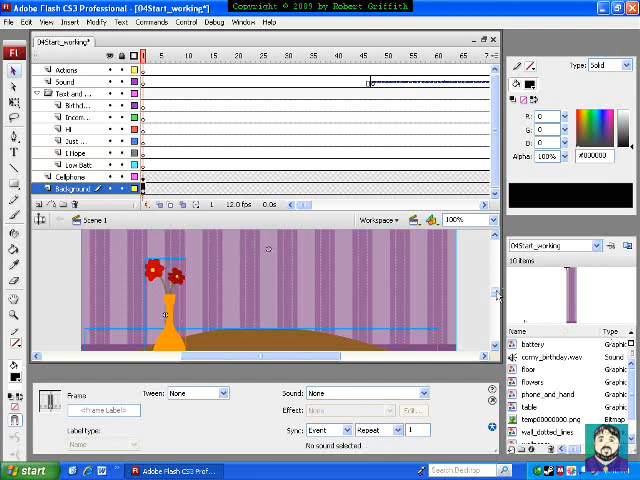 Copyright © 2009 by Robert Griffith
Adobe Flash CS3 Professional - [04Start_working*]
File Edit View Insert Modify Text Commands Control Debug Window Help
04Start_working*
1 5 10 15 20 25 30 35 40 45 50 55 60 65 7
Actions
Sound
Text and ...
Birthd...
Incom...
Hi
Just ...
I Hope
Low Batt
Cellphone
Background
1 12.0 fps 0.0s
Scene 1 Workspace 100%
Frame
<Frame Label>
Label type:
Name
Tween: None
Sound: None
Effect: None Edit...
Sync: Event Repeat 1
No sound selected
Type: Solid
R: 0
G: 0
B: 0
Alpha: 100% #000000
04Start_working*
10 items
Name Type
battery Graphic
corny_birthday.wav Sound
floor Graphic
flowers Graphic
phone_and_hand Graphic
table Graphic
temp00000000.png Bitmap
wall_dotted_lines Graphic
start
Adobe Flash CS3 Prof...
Search Desktop